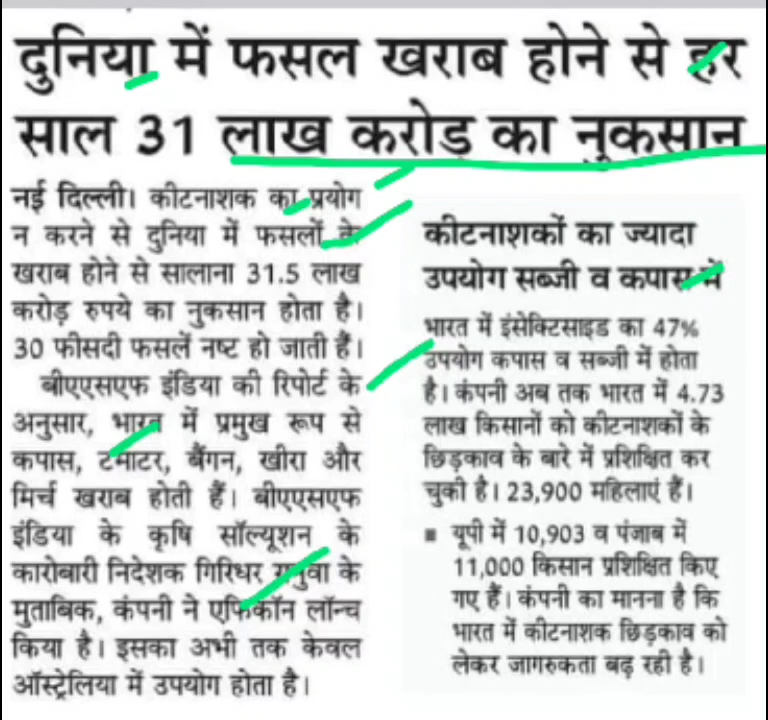 दुनिया में फसल खराब होने से हर
साल 31 लाख करोड़ का नुकसान
नई दिल्ली। कीटनाशक का प्रयोग
न करने से दुनिया में फसलों के
खराब होने से सालाना 31.5 लाख
करोड़ रुपये का नुकसान होता है।
30 फीसदी फसलें नष्ट हो जाती हैं।
बीएएसएफ इंडिया की रिपोर्ट के
अनुसार, भारत में प्रमुख रूप से
कपास, टमाटर, बैंगन, खीरा और
मिर्च खराब होती हैं। बीएएसएफ
इंडिया के कृषि सॉल्यूशन के
कारोबारी निदेशक गिरिधर के
मुताबिक, कंपनी ने एफिकॉन लॉन्च
किया है। इसका अभी तक केवल
ऑस्ट्रेलिया में उपयोग होता है।
कीटनाशकों का ज्यादा
उपयोग सब्जी व कपास में
भारत में इंसेक्टिसाइड का 47%
उपयोग कपास व सब्जी में होता
है। कंपनी अब तक भारत में 4.73
लाख किसानों को कीटनाशकों के
छिड़काव के बारे में प्रशिक्षित कर
चुकी है। 23,900 महिलाएं हैं।
▪ यूपी में 10,903 व पंजाब में
11,000 किसान प्रशिक्षित किए
गए हैं। कंपनी का मानना है कि
भारत में कीटनाशक छिड़काव को
लेकर जागरुकता बढ़ रही है।